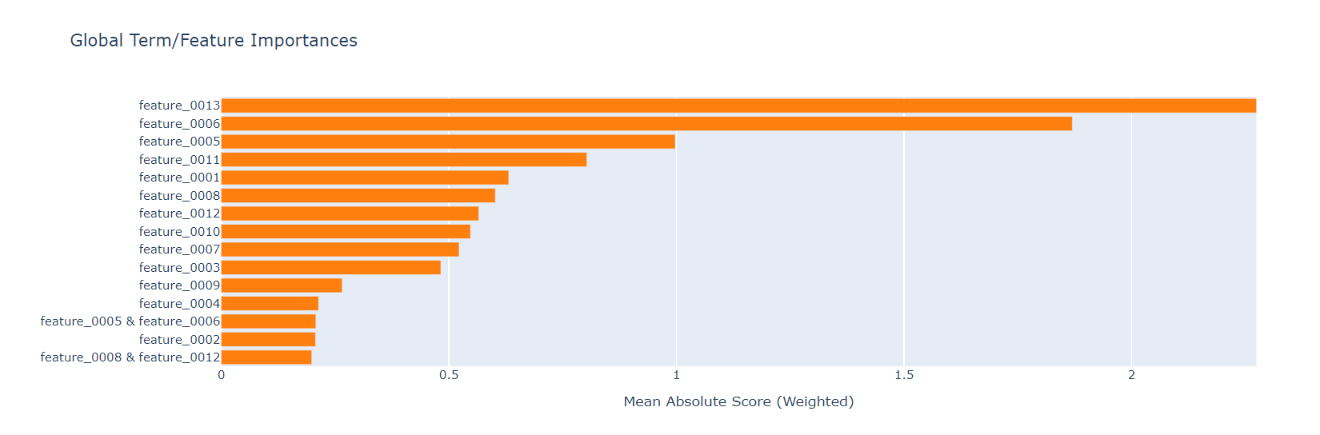 Global Term/Feature Importances
feature_0013
feature_0006
feature_0005
feature_0011
feature_0001
feature_0008
feature_0012
feature_0010
feature_0007
feature_0003
feature_0009
feature_0004
feature_0005 & feature_0006
feature_0002
feature_0008 & feature_0012
0 0.5 1 1.5 2
Mean Absolute Score (Weighted)